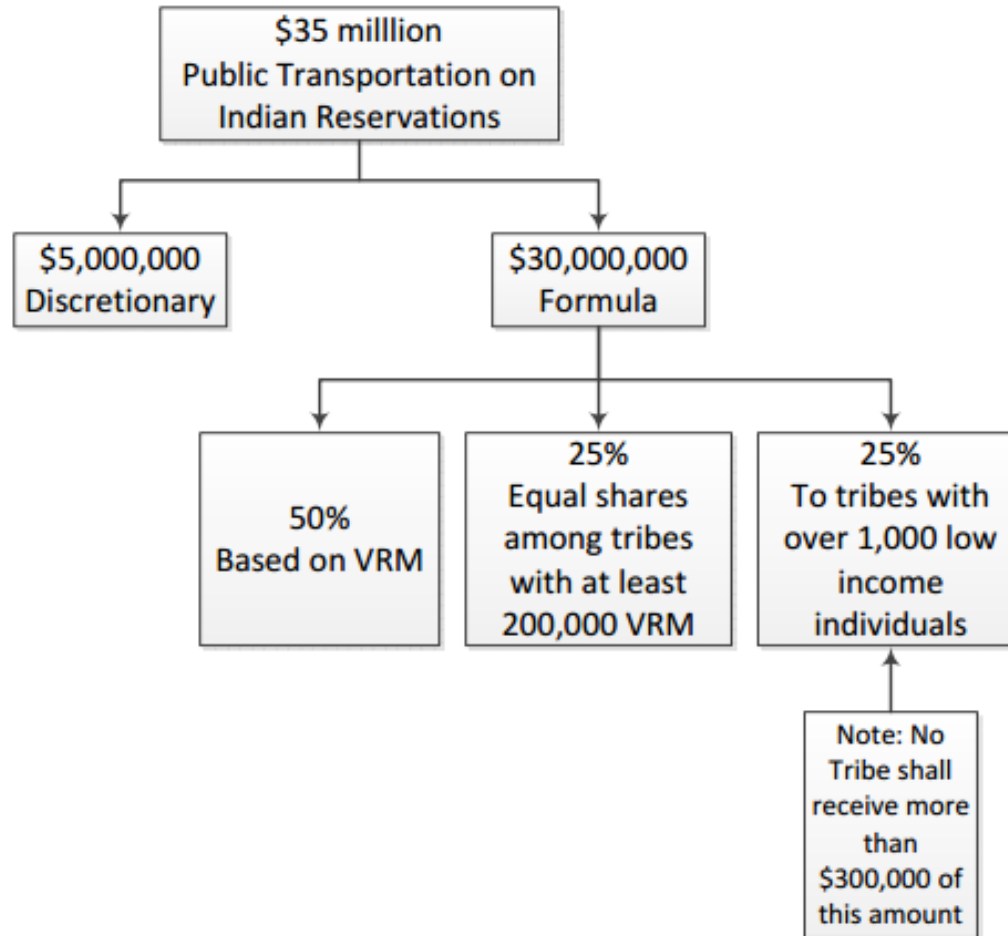 $35 milllion
Public Transportation on
Indian Reservations
$5,000,000
Discretionary
$30,000,000
Formula
50%
Based on VRM
25%
Equal shares
among tribes
with at least
200,000 VRM
25%
To tribes with
over 1,000 low
income
individuals
Note: No
Tribe shall
receive more
than
$300,000 of
this amount